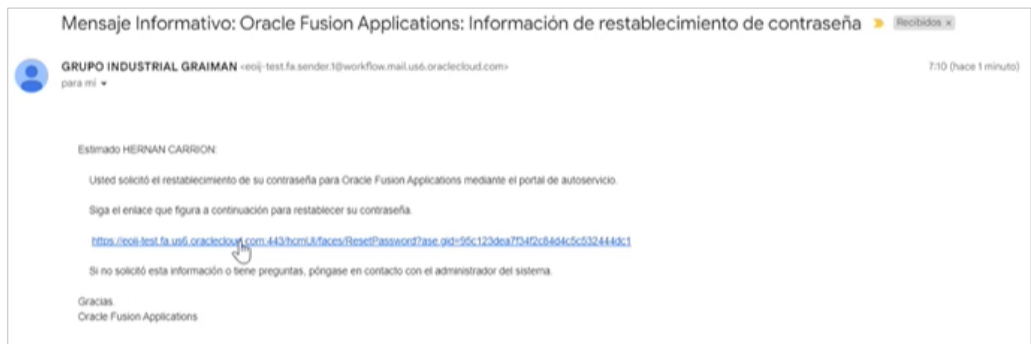 Mensaje Informativo: Oracle Fusion Applications: Información de restablecimiento de contraseña Recibidos ×
GRUPO INDUSTRIAL GRAIMAN <eoij-test.fa.sender.1@workflow.mail.us6.oraclecloud.com> 7:10 (hace 1 minuto)
para mí
Estimado HERNAN CARRION:
Usted solicitó el restablecimiento de su contraseña para Oracle Fusion Applications mediante el portal de autoservicio.
Siga el enlace que figura a continuación para restablecer su contraseña.
https://eoij-test.fa.us6.oraclecloud.com:443/hcmUI/faces/ResetPassword?ase.gid=95c123dea7f34f2c84d4c5c532444dc1
Si no solicitó esta información o tiene preguntas, póngase en contacto con el administrador del sistema.
Gracias.
Oracle Fusion Applications